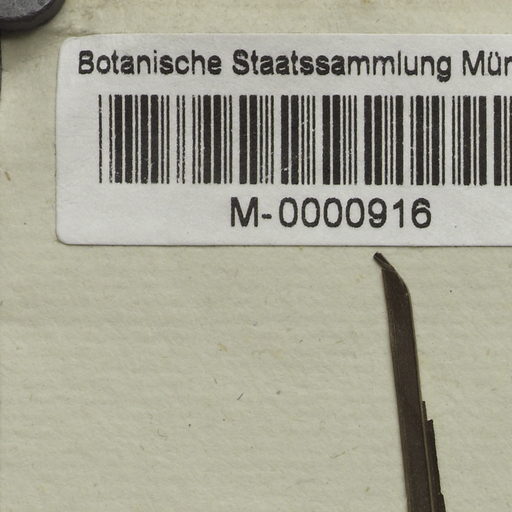 Botanische Staatssammlung Mün
M-0000916